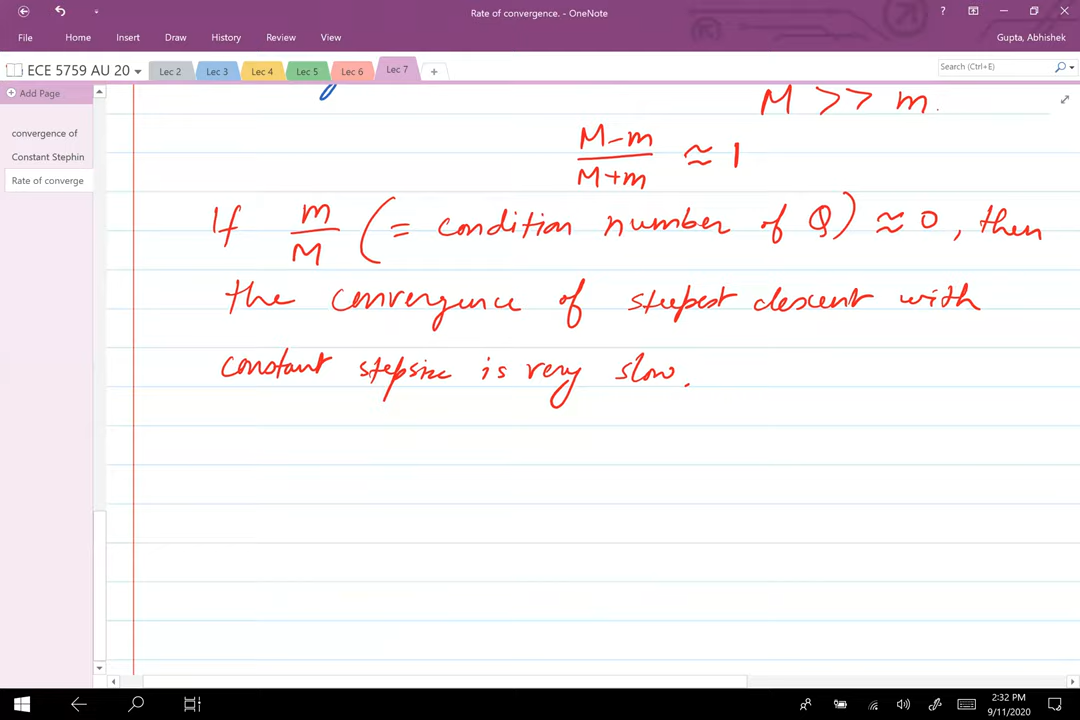 Rate of convergence. - OneNote
?
File Home Insert Draw History Review View
Gupta, Abhishek
ECE 5759 AU 20 Lec 2 Lec 3 Lec 4 Lec 5 Lec 6 Lec 7 +
Search (Ctrl+E)
Add Page
convergence of
Constant Stephin
Rate of converge
M >> m.
M-m
M+m
≈ 1
If m/M (= condition number of Q) ≈ 0, then
the convergence of steepest descent with
constant stepsize is very slow.
2:32 PM
9/11/2020